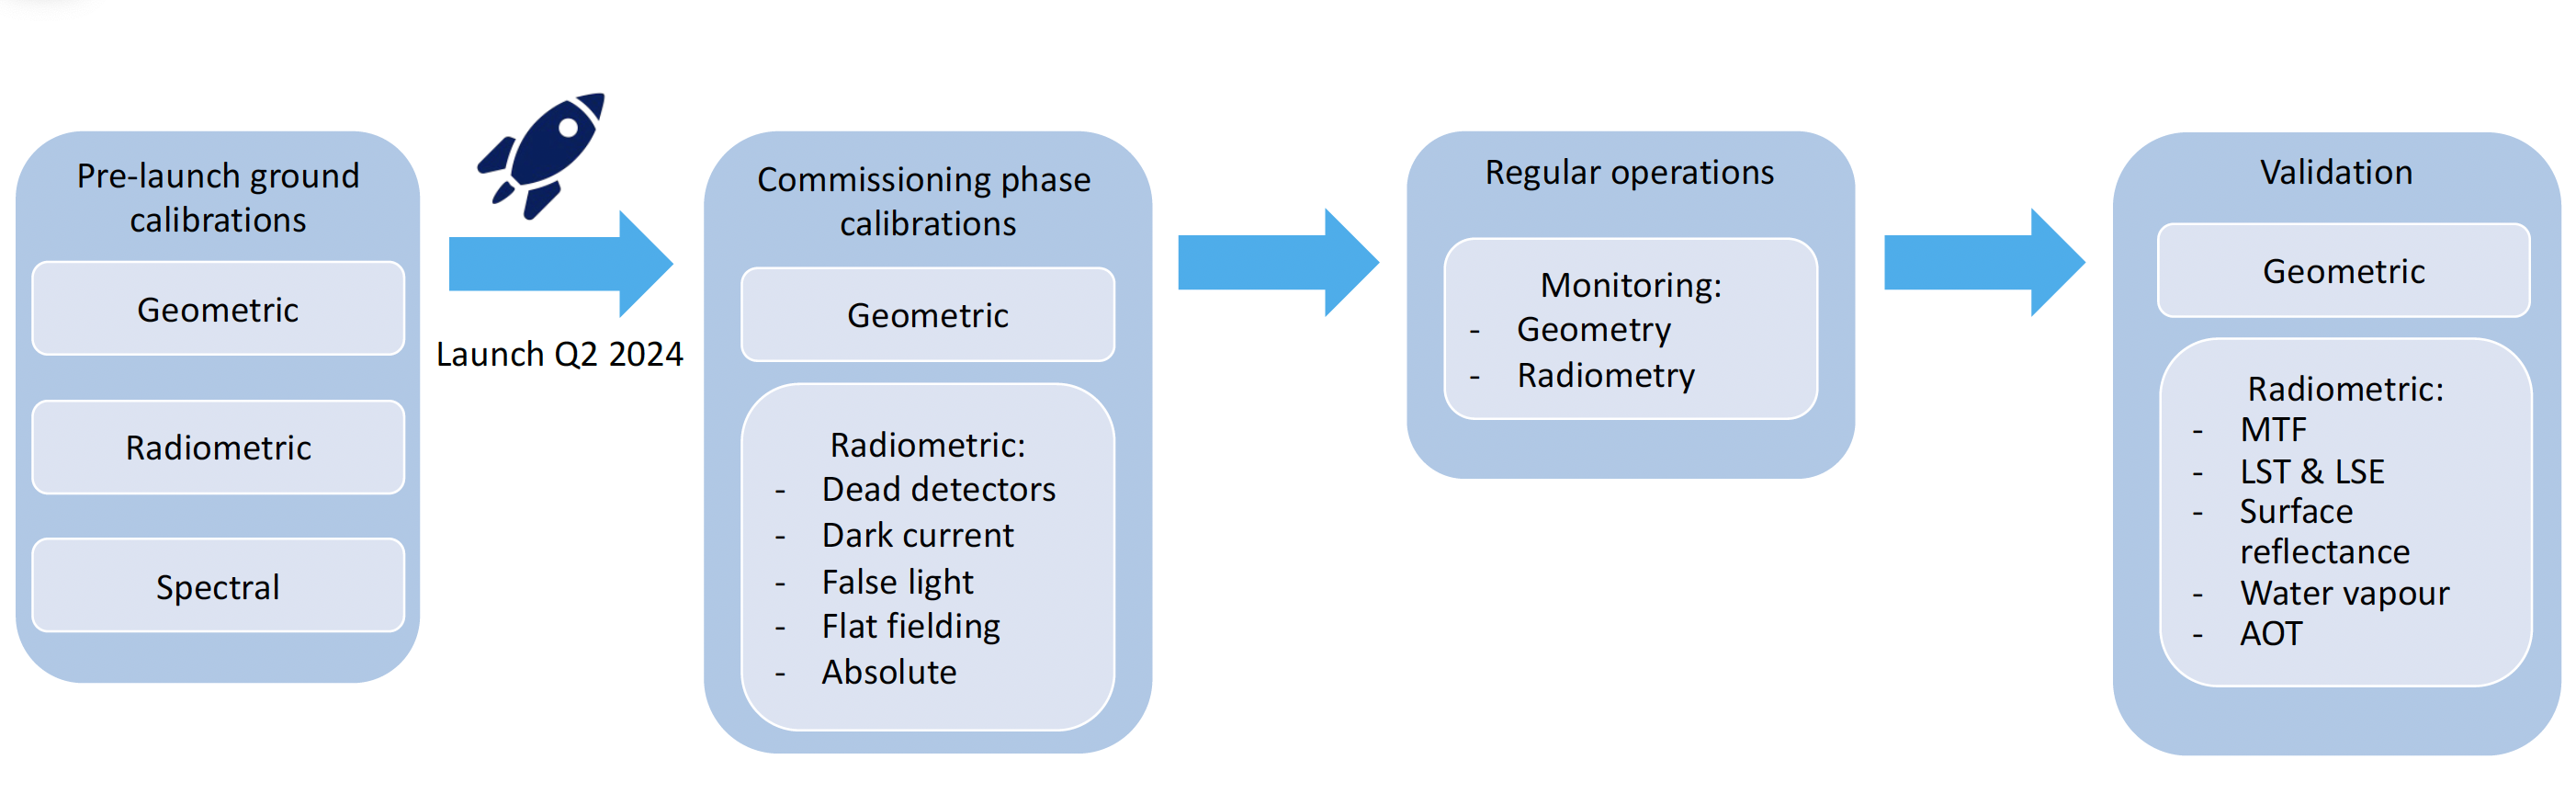 Pre-launch ground
calibrations
Geometric
Radiometric
Spectral
Launch Q2 2024
Commissioning phase
calibrations
Geometric
Radiometric:
- Dead detectors
- Dark current
- False light
- Flat fielding
- Absolute
Regular operations
Monitoring:
- Geometry
- Radiometry
Validation
Geometric
Radiometric:
- MTF
- LST & LSE
- Surface
reflectance
- Water vapour
- AOT